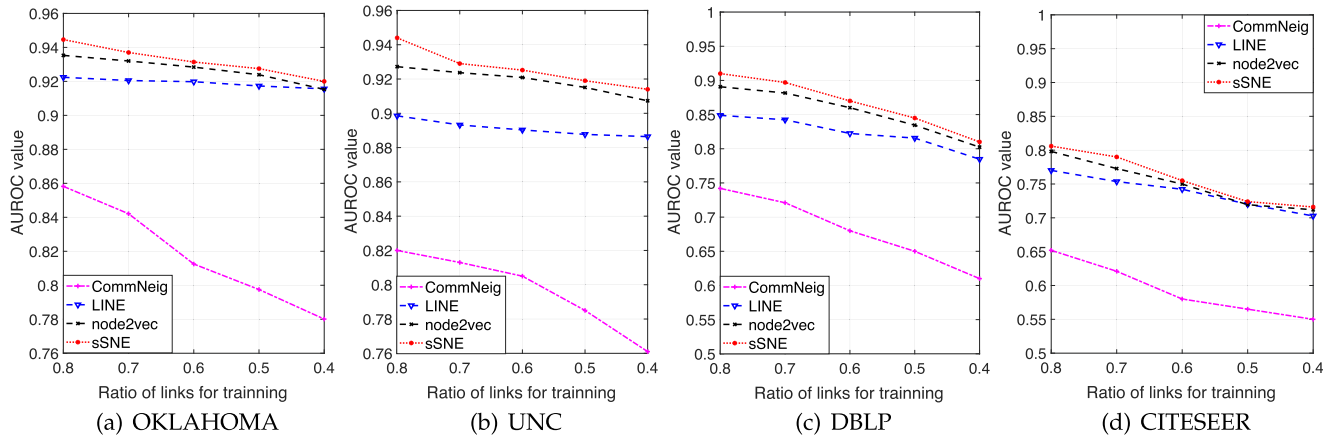 0.96
0.94
0.92
0.9
0.88
0.86
0.84
0.82
0.8
0.78
0.76
AUROC value
CommNeig
LINE
node2vec
sSNE
0.8 0.7 0.6 0.5 0.4
Ratio of links for trainning
(a) OKLAHOMA
0.96
0.94
0.92
0.9
0.88
0.86
0.84
0.82
0.8
0.78
0.76
AUROC value
CommNeig
LINE
node2vec
sSNE
0.8 0.7 0.6 0.5 0.4
Ratio of links for trainning
(b) UNC
1
0.95
0.9
0.85
0.8
0.75
0.7
0.65
0.6
0.55
0.5
AUROC value
CommNeig
LINE
node2vec
sSNE
0.8 0.7 0.6 0.5 0.4
Ratio of links for trainning
(c) DBLP
1
0.95
0.9
0.85
0.8
0.75
0.7
0.65
0.6
0.55
0.5
AUROC value
CommNeig
LINE
node2vec
sSNE
0.8 0.7 0.6 0.5 0.4
Ratio of links for trainning
(d) CITESEER